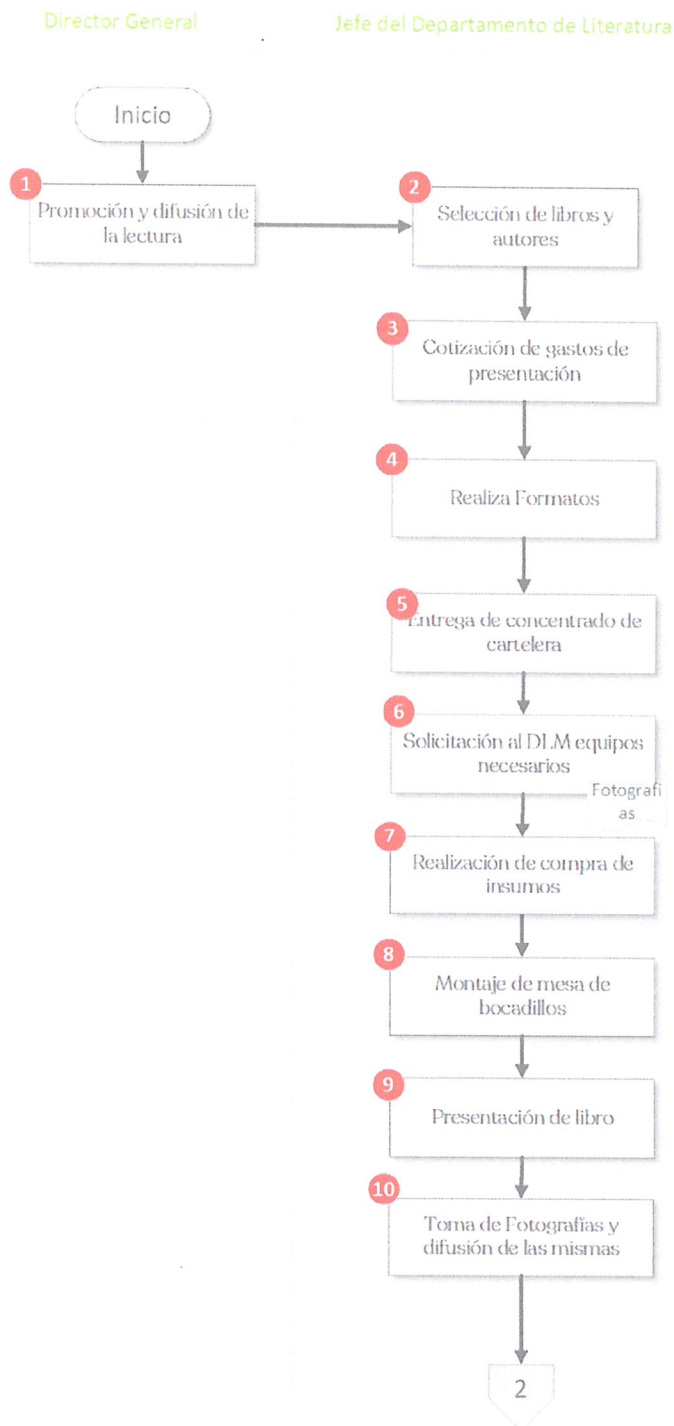 Director General
Jefe del Departamento de Literatura
Inicio
1
Promoción y difusión de
la lectura
2
Selección de libros y
autores
3
Cotización de gastos de
presentación
4
Realiza Formatos
5
Entrega de concentrado de
cartelera
6
Solicitación al DLM equipos
necesarios
Fotografi
as
7
Realización de compra de
insumos
8
Montaje de mesa de
bocadillos
9
Presentación de libro
10
Toma de Fotografías y
difusión de las mismas
2